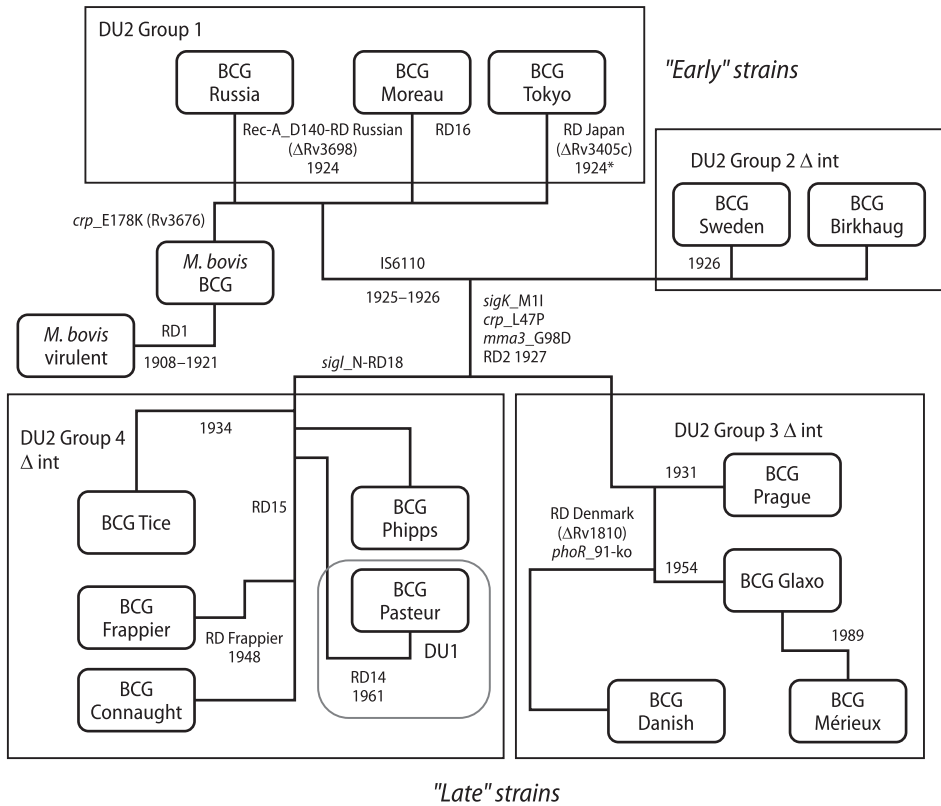 DU2 Group 1
BCG
Russia
BCG
Moreau
BCG
Tokyo
"Early" strains
Rec-A_D140-RD Russian
(ΔRv3698)
1924
RD16
RD Japan
(ΔRv3405c)
1924*
DU2 Group 2 Δ int
BCG
Sweden
BCG
Birkhaug
1926
crp_E178K (Rv3676)
M. bovis
BCG
IS6110
1925–1926
sigK_M1I
crp_L47P
mma3_G98D
RD2 1927
M. bovis
virulent
RD1
1908–1921
sigI_N-RD18
DU2 Group 4
Δ int
1934
BCG Tice
RD15
BCG
Phipps
BCG
Frappier
RD Frappier
1948
BCG
Pasteur
DU1
RD14
1961
BCG
Connaught
DU2 Group 3 Δ int
1931
BCG
Prague
RD Denmark
(ΔRv1810)
phoR_91-ko
1954
BCG Glaxo
1989
BCG
Danish
BCG
Mérieux
"Late" strains